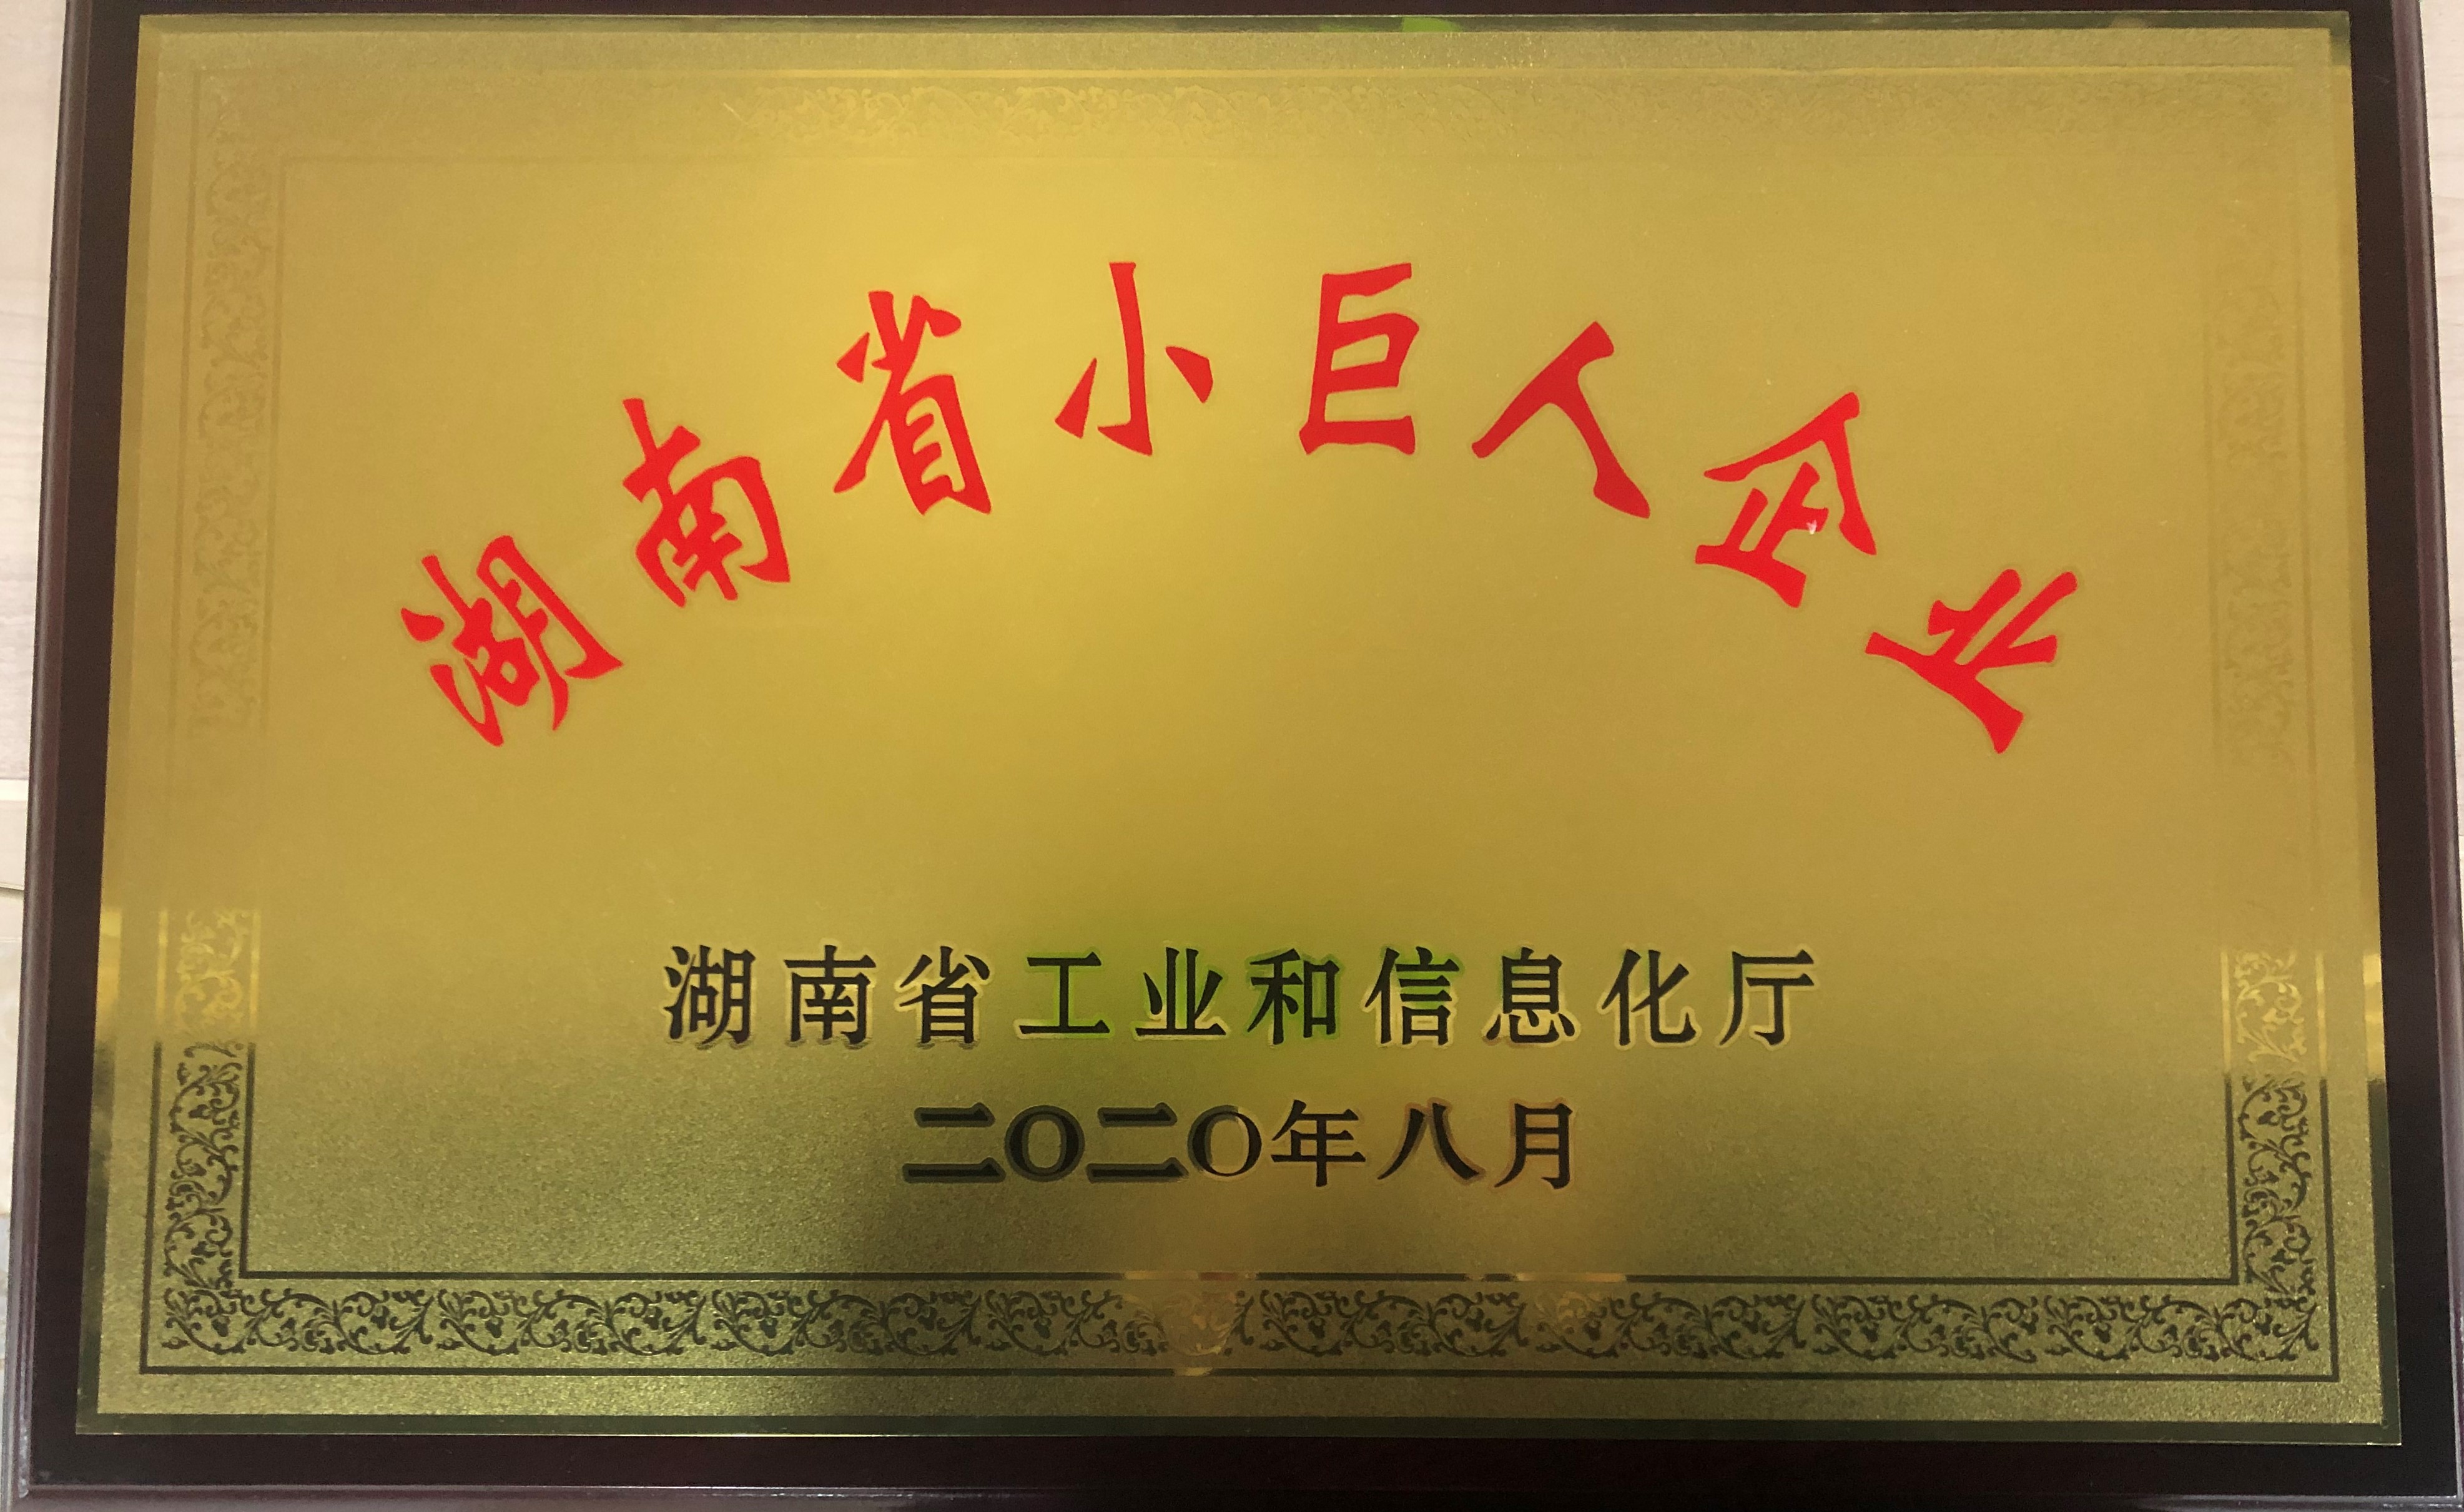 湖南省小巨人企业
湖南省工业和信息化厅
二〇二〇年八月